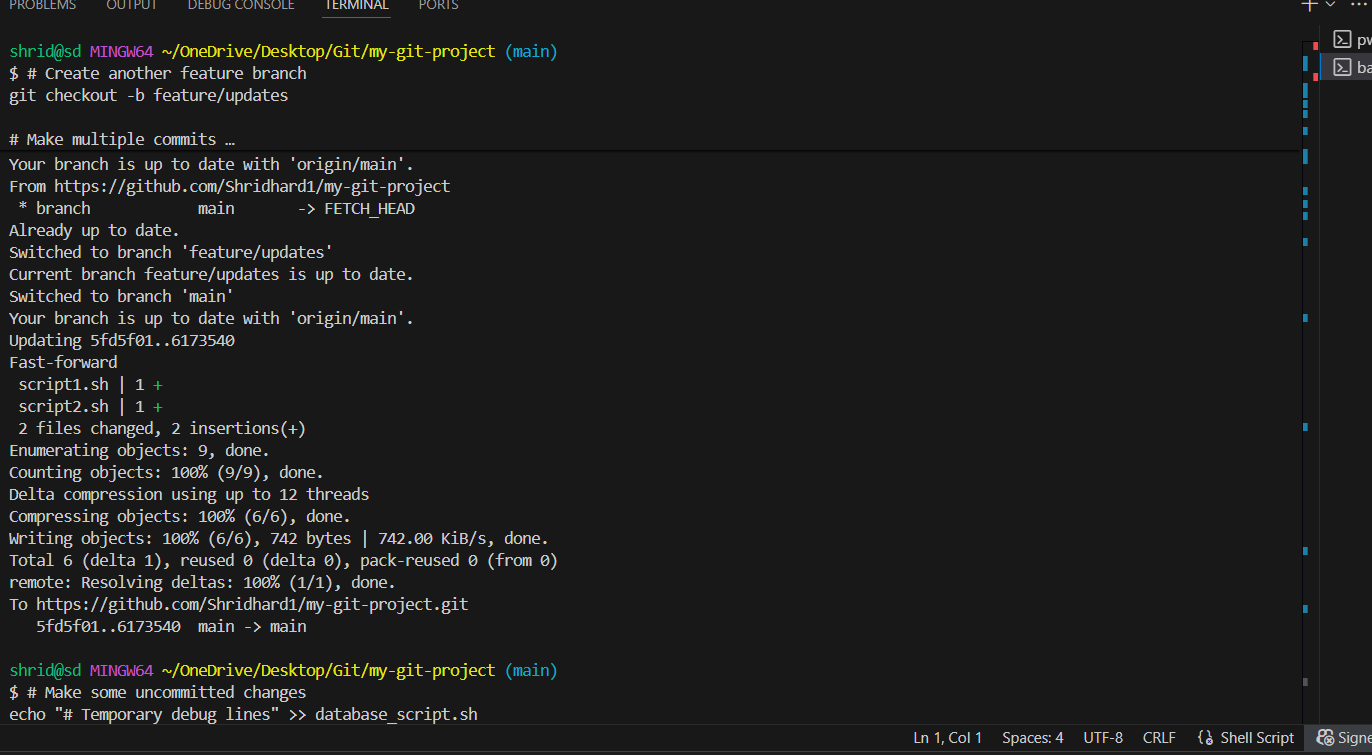 PROBLEMS OUTPUT DEBUG CONSOLE TERMINAL PORTS
shrid@sd MINGW64 ~/OneDrive/Desktop/Git/my-git-project (main)
$ # Create another feature branch
git checkout -b feature/updates
# Make multiple commits …
Your branch is up to date with 'origin/main'.
From https://github.com/Shridhard1/my-git-project
 * branch            main       -> FETCH_HEAD
Already up to date.
Switched to branch 'feature/updates'
Current branch feature/updates is up to date.
Switched to branch 'main'
Your branch is up to date with 'origin/main'.
Updating 5fd5f01..6173540
Fast-forward
 script1.sh | 1 +
 script2.sh | 1 +
 2 files changed, 2 insertions(+)
Enumerating objects: 9, done.
Counting objects: 100% (9/9), done.
Delta compression using up to 12 threads
Compressing objects: 100% (6/6), done.
Writing objects: 100% (6/6), 742 bytes | 742.00 KiB/s, done.
Total 6 (delta 1), reused 0 (delta 0), pack-reused 0 (from 0)
remote: Resolving deltas: 100% (1/1), done.
To https://github.com/Shridhard1/my-git-project.git
   5fd5f01..6173540  main -> main
shrid@sd MINGW64 ~/OneDrive/Desktop/Git/my-git-project (main)
$ # Make some uncommitted changes
echo "# Temporary debug lines" >> database_script.sh
pw
ba
Ln 1, Col 1 Spaces: 4 UTF-8 CRLF Shell Script Signe